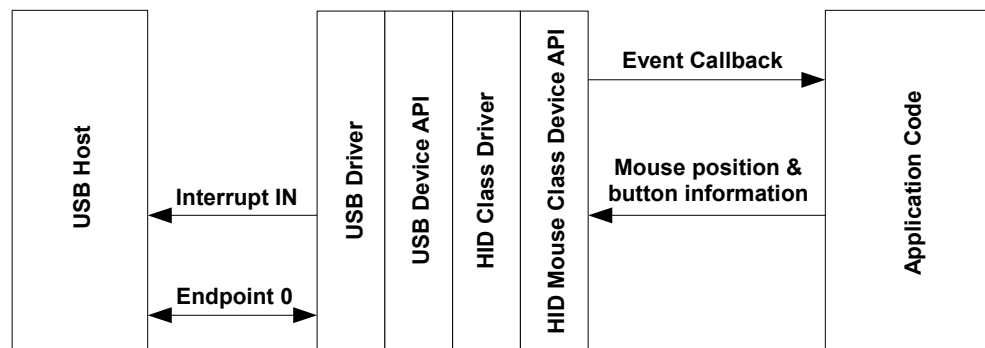 USB Host
Interrupt IN
Endpoint 0
USB Driver
USB Device API
HID Class Driver
HID Mouse Class Device API
Event Callback
Mouse position &
button information
Application Code